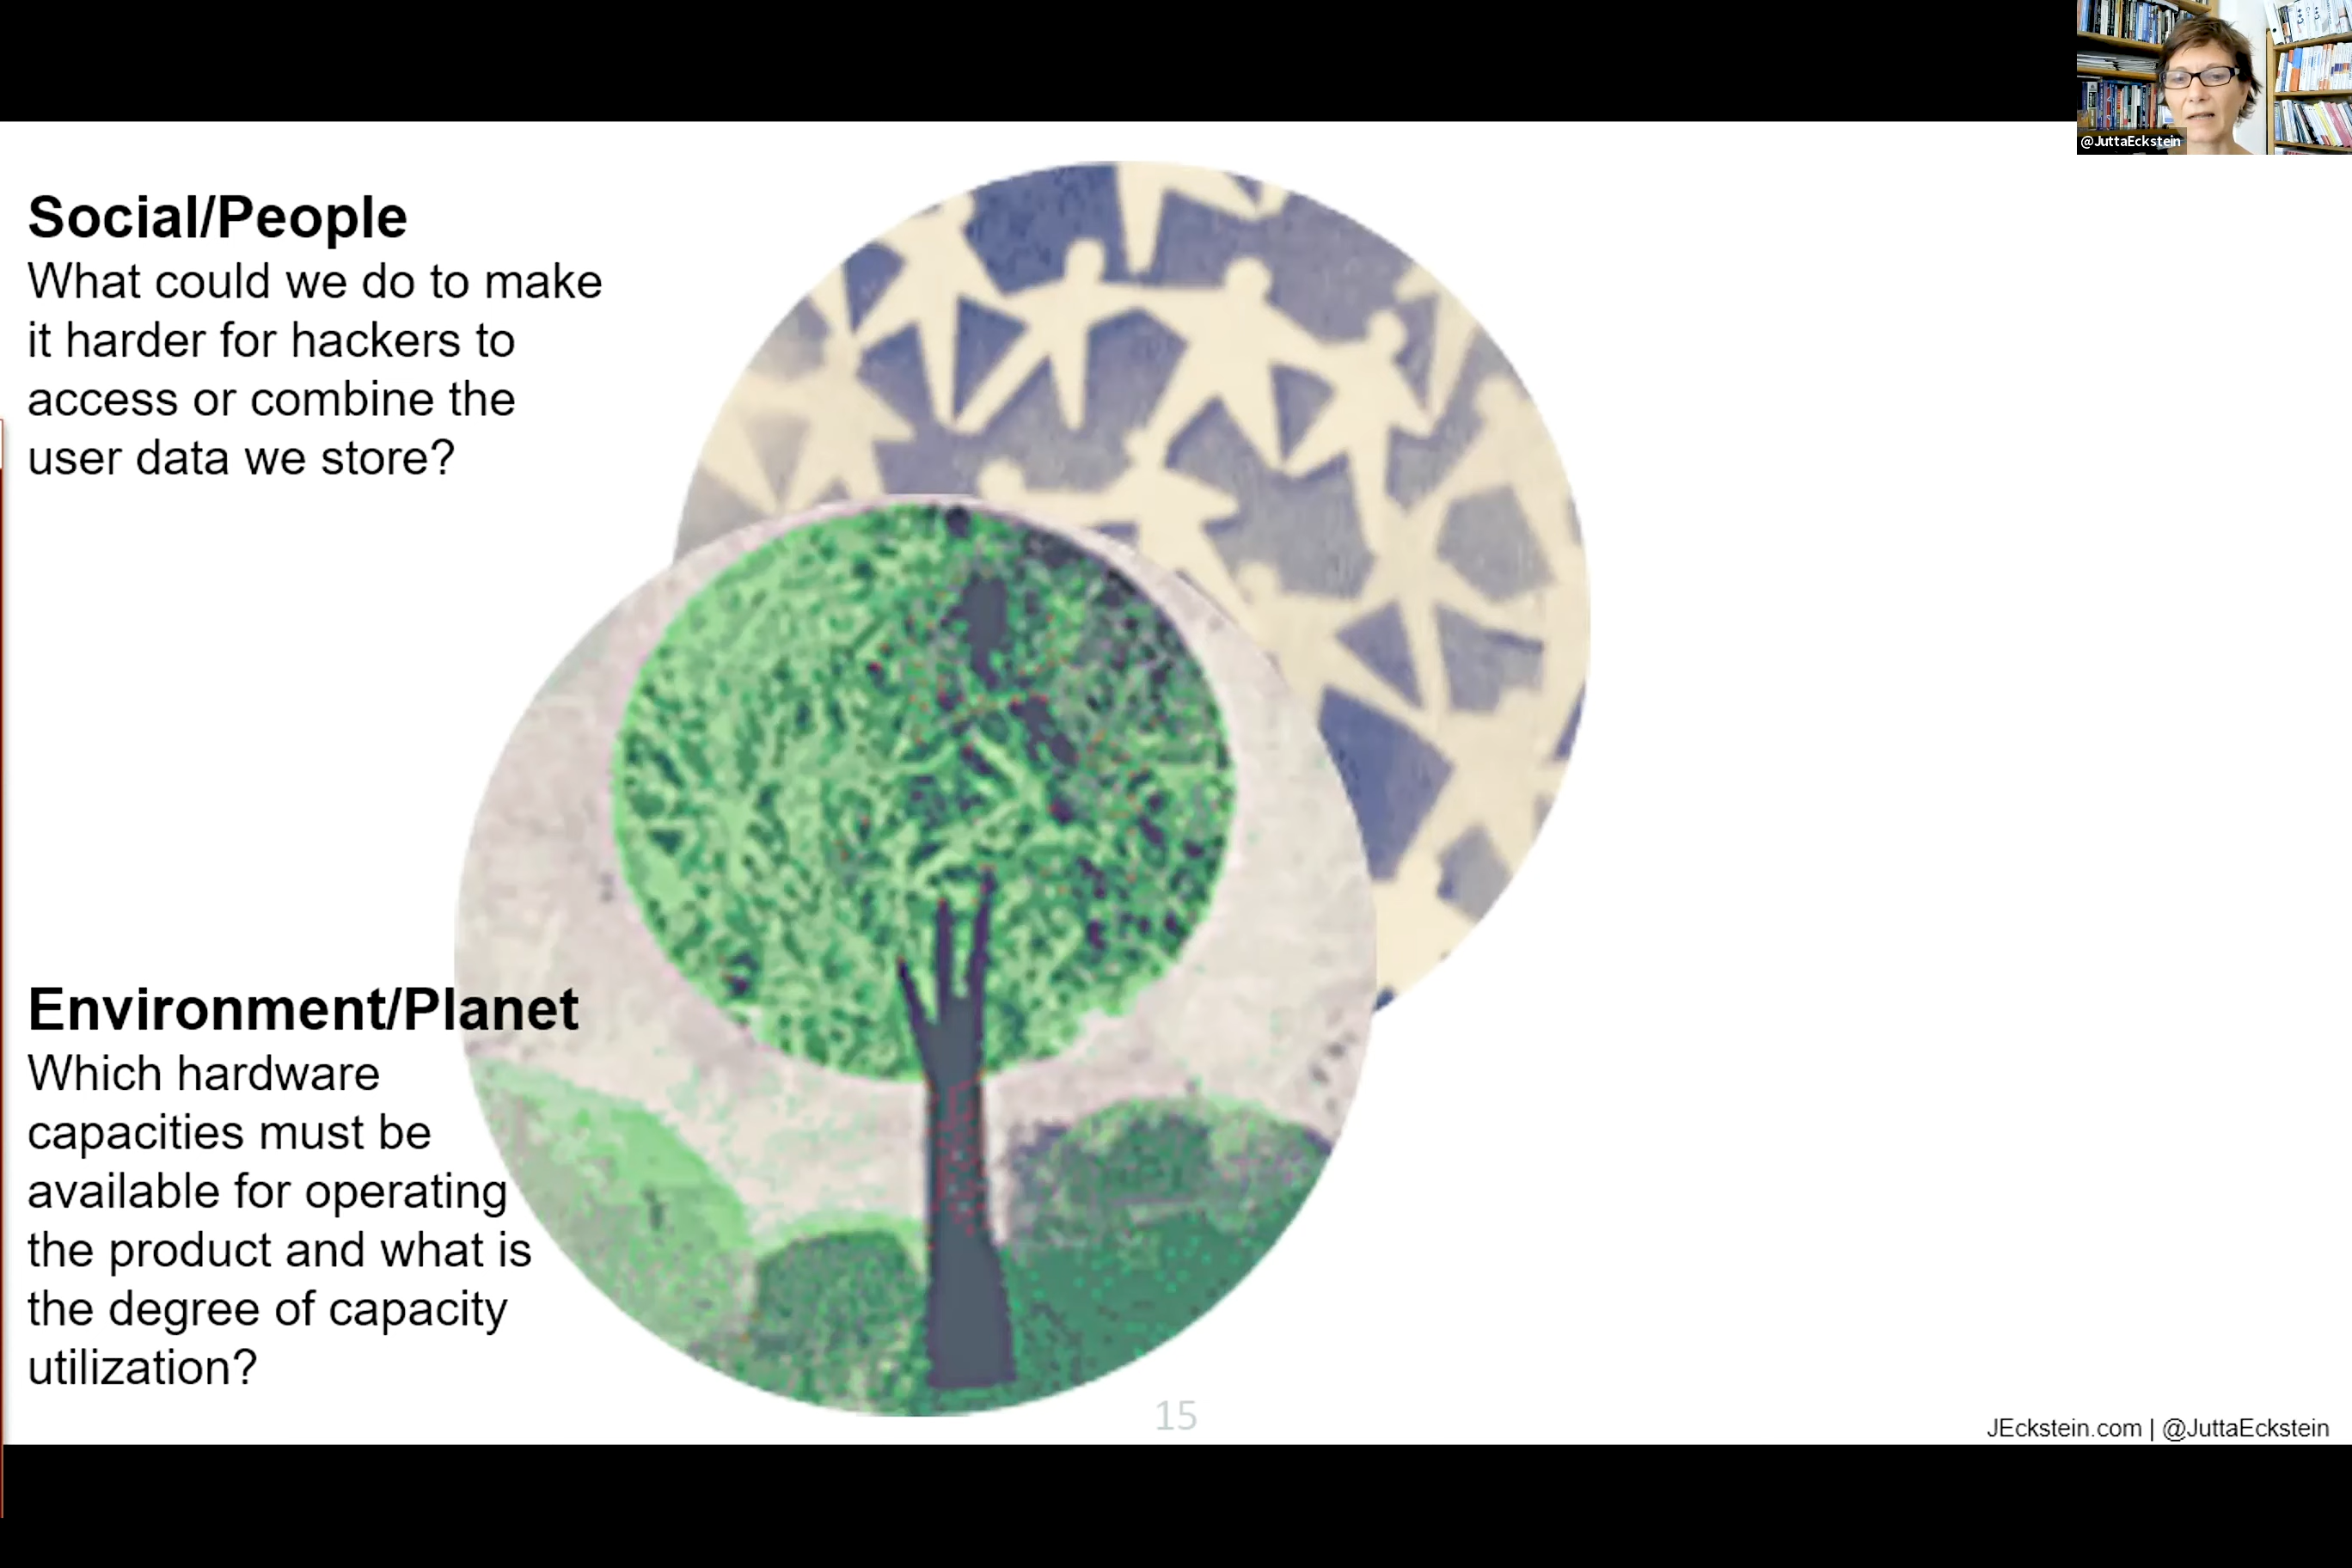 @JuttaEckstein
Social/People
What could we do to make
it harder for hackers to
access or combine the
user data we store?
Environment/Planet
Which hardware
capacities must be
available for operating
the product and what is
the degree of capacity
utilization?
15
JEckstein.com | @JuttaEckstein